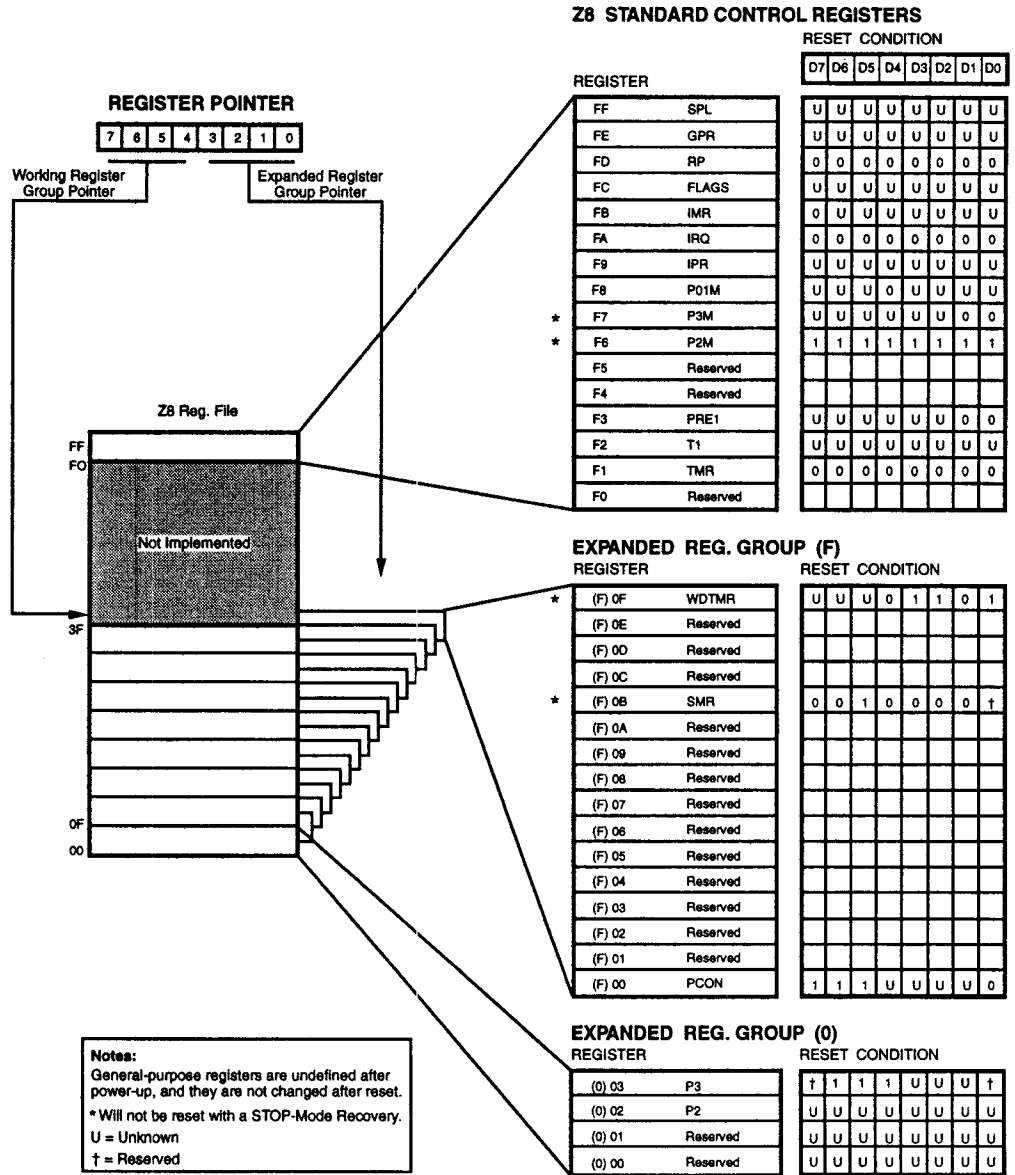 Z8 STANDARD CONTROL REGISTERS
RESET CONDITION
D7 D6 D5 D4 D3 D2 D1 D0
REGISTER
FF SPL U U U U U U U U
FE GPR U U U U U U U U
FD RP 0 0 0 0 0 0 0 0
FC FLAGS U U U U U U U U
FB IMR 0 U U U U U U U
FA IRQ 0 0 0 0 0 0 0 0
F9 IPR U U U U U U U U
F8 P01M U U U 0 U U U U
* F7 P3M U U U U U U 0 0
* F6 P2M 1 1 1 1 1 1 1 1
F5 Reserved
F4 Reserved
F3 PRE1 U U U U U U 0 0
F2 T1 U U U U U U U U
F1 TMR 0 0 0 0 0 0 0 0
F0 Reserved
REGISTER POINTER
7 6 5 4 3 2 1 0
Working Register
Group Pointer
Expanded Register
Group Pointer
Z8 Reg. File
FF
F0
Not Implemented
3F
0F
00
EXPANDED REG. GROUP (F)
REGISTER RESET CONDITION
* (F) 0F WDTMR U U U 0 1 1 0 1
(F) 0E Reserved
(F) 0D Reserved
(F) 0C Reserved
* (F) 0B SMR 0 0 1 0 0 0 0 †
(F) 0A Reserved
(F) 09 Reserved
(F) 08 Reserved
(F) 07 Reserved
(F) 06 Reserved
(F) 05 Reserved
(F) 04 Reserved
(F) 03 Reserved
(F) 02 Reserved
(F) 01 Reserved
(F) 00 PCON 1 1 1 U U U U 0
EXPANDED REG. GROUP (0)
REGISTER RESET CONDITION
(0) 03 P3 † 1 1 1 U U U †
(0) 02 P2 U U U U U U U U
(0) 01 Reserved U U U U U U U U
(0) 00 Reserved U U U U U U U U
Notes:
General-purpose registers are undefined after
power-up, and they are not changed after reset.
* Will not be reset with a STOP-Mode Recovery.
U = Unknown
† = Reserved